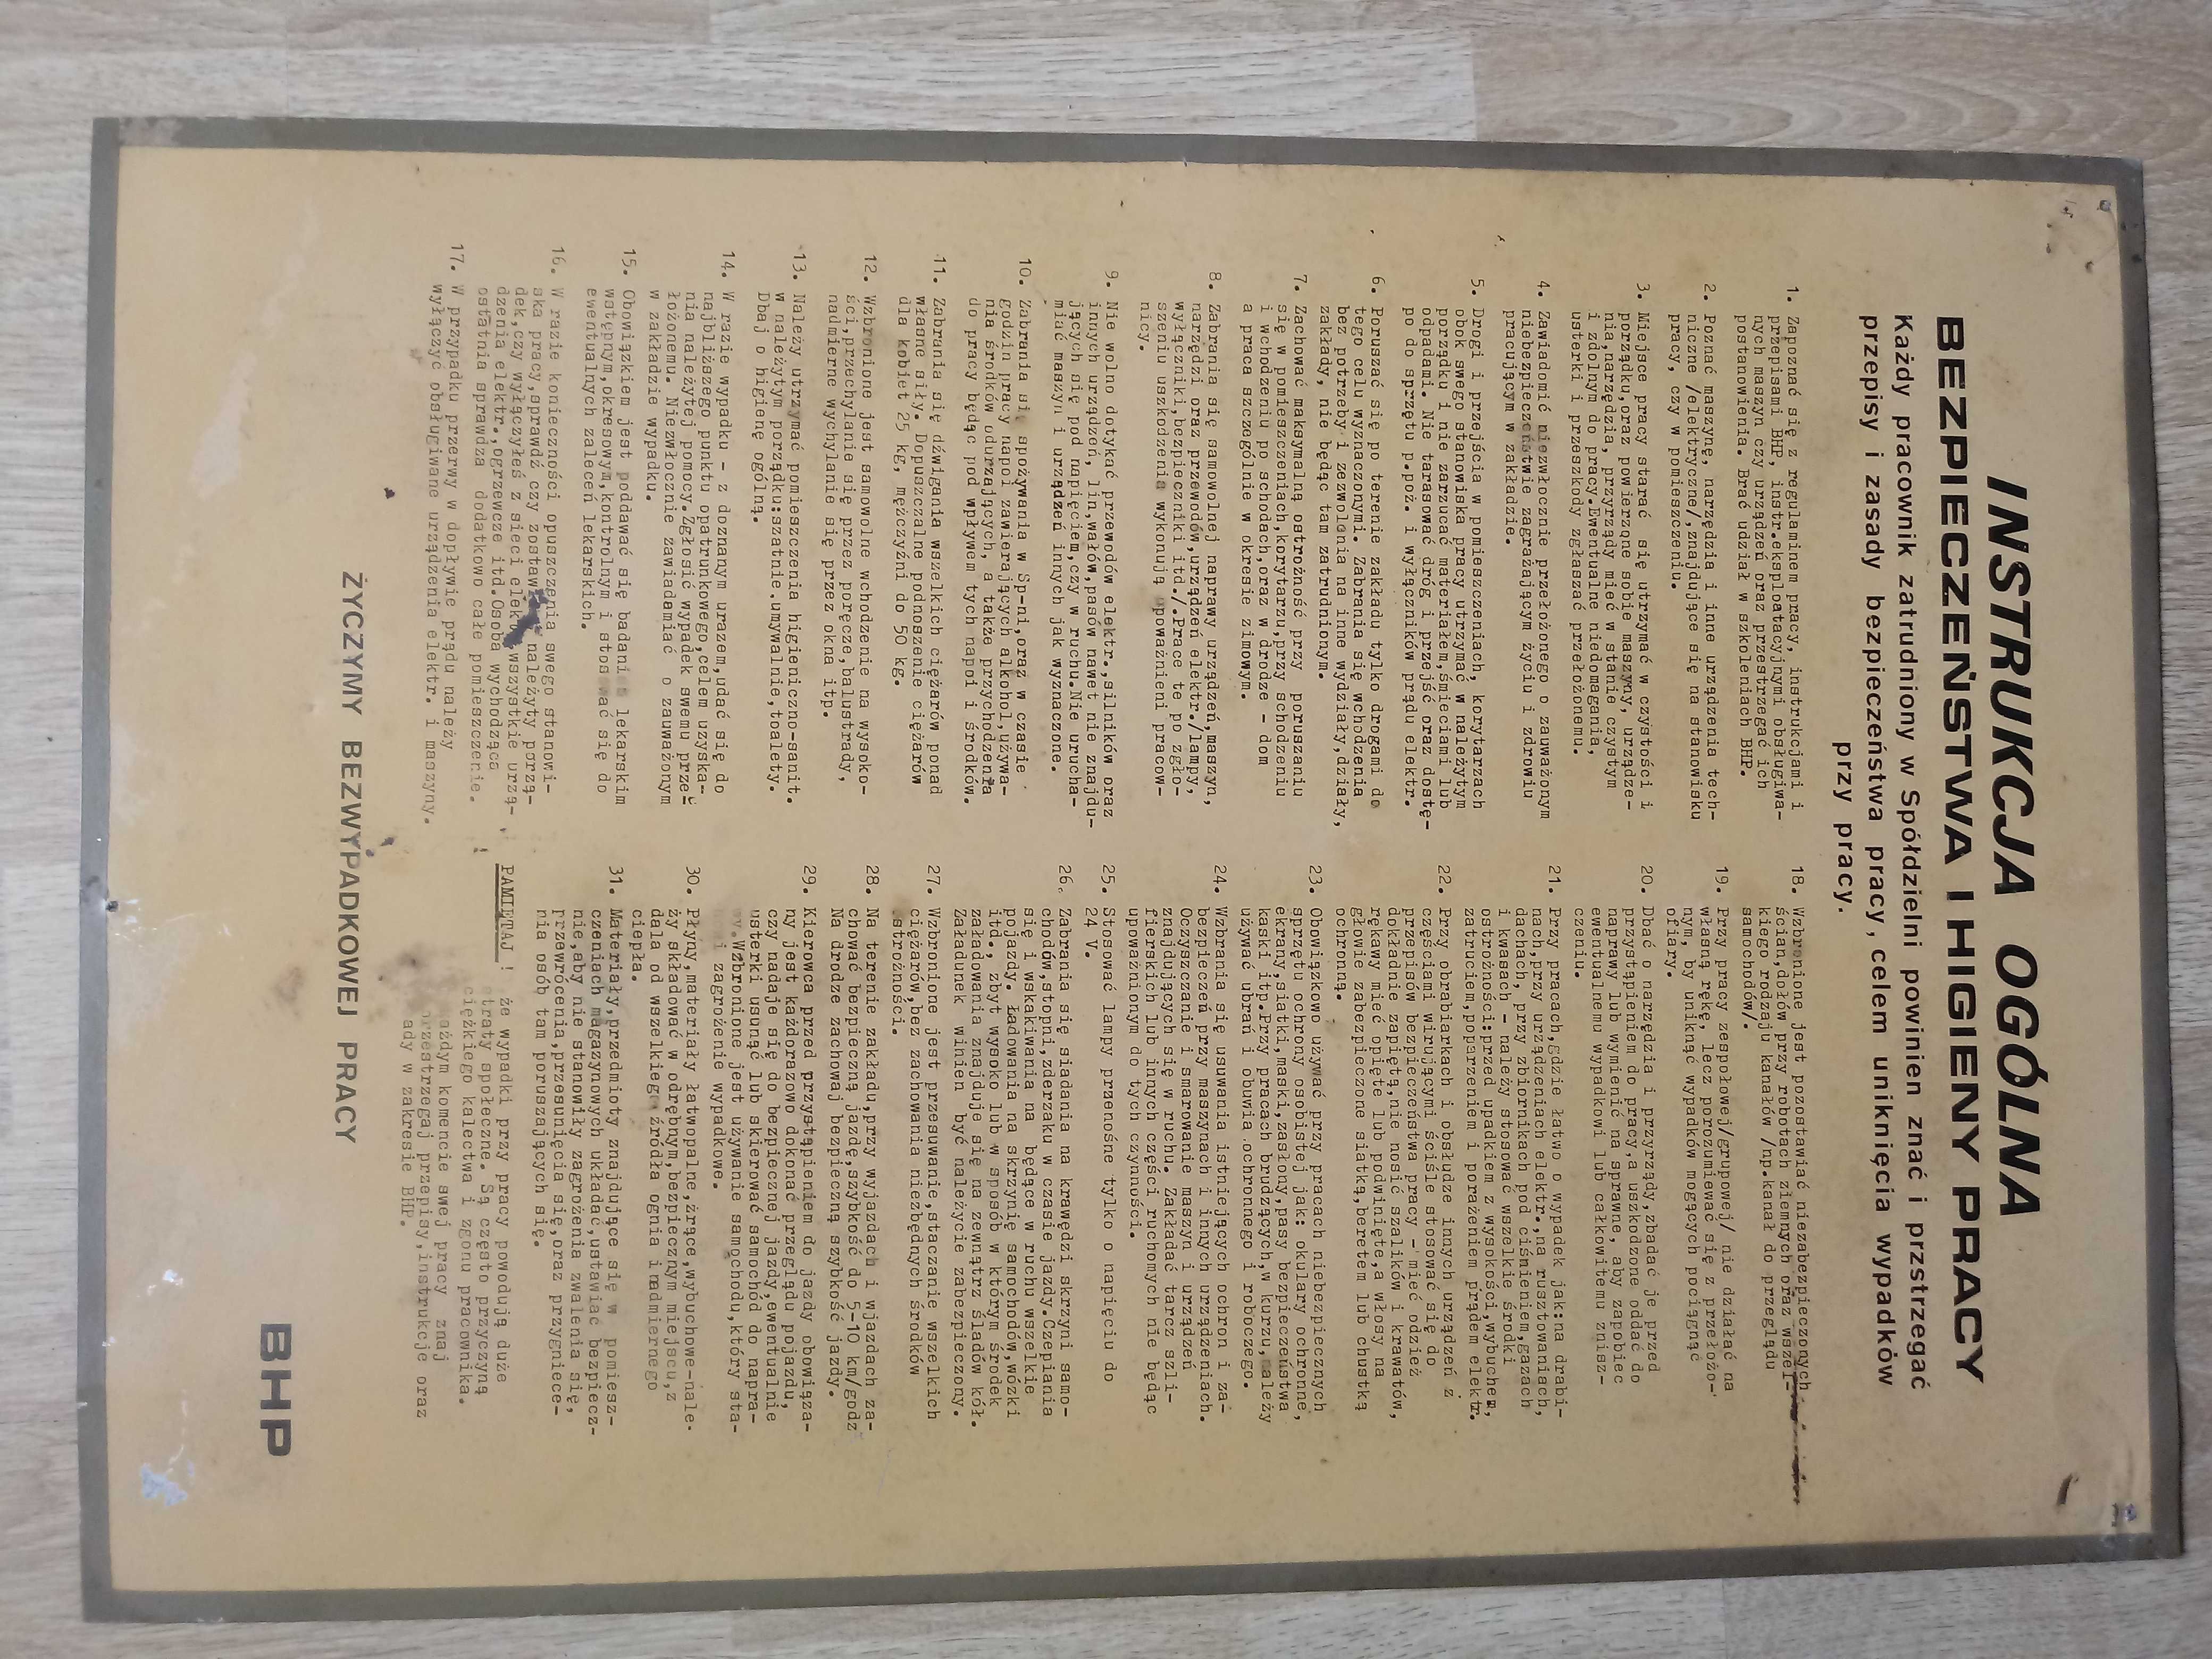 INSTRUKCJA OGÓLNA
BEZPIECZEŃSTWA I HIGIENY PRACY
Każdy pracownik zatrudniony w Spółdzielni powinien znać i przstrzegać
przepisy i zasady bezpieczeństwa pracy, celem uniknięcia wypadków
przy pracy.
1. Zapoznać się z regulaminem pracy, instrukcjami i
przepisami BHP, instr.eksploatacyjnymi obsługiwa-
nych maszyn czy urządzeń oraz przestrzegać ich
postanowienia. Brać udział w szkoleniach BHP.
2. Poznać maszynę, narzędzia i inne urządzenia tech-
niczne /elektryczne/,znajdujące się na stanowisku
pracy, czy w pomieszczeniu.
3. Miejsce pracy starać się utrzymać w czystości i
porządku,oraz powierzone sobie maszyny, urządze-
nia,narzędzia, przyrządy mieć w stanie czystym
i zdolnym do pracy.Ewentualne niedomagania,
usterki i przeszkody zgłaszać przełożonemu.
4. Zawiadomić niezwłocznie przełożonego o zauważonym
niebezpieczeństwie zagrażającym życiu i zdrowiu
pracującym w zakładzie.
5. Drogi i przejścia w pomieszczeniach, korytarzach
obok swego stanowiska pracy utrzymać w należytym
porządku i nie zarzucać materiałem,śmieciami lub
odpadami. Nie tarasować dróg i przejść oraz dostę-
po do sprzętu p.poż. i wyłączników prądu elektr.
6. Poruszać się po terenie zakładu tylko drogami do
tego celu wyznaczonymi. Zabrania się wchodzenia
bez potrzeby i zezwolenia na inne wydziały,działy,
zakłady, nie będąc tam zatrudnionym.
7. Zachować maksymalną ostrożność przy poruszaniu
się w pomieszczeniach,korytarzu,przy schodzeniu
i wchodzeniu po schodach,oraz w drodze - dom
a praca szczególnie w okresie zimowym.
8. Zabrania się samowolnej naprawy urządzeń,maszyn,
narzędzi oraz przewodów,urządzeń elektr./lampy,
wyłączniki,bezpieczniki itd./.Prace te po zgło-
szeniu uszkodzenia wykonują upoważnieni pracow-
nicy.
9. Nie wolno dotykać przewodów elektr.,silników oraz
innych urządzeń, lin,wałów,pasów nawet nie znajdu-
jących się pod napięciem,czy w ruchu.Nie urucha-
miać maszyn i urządzeń innych jak wyznaczone.
10. Zabrania się spożywania w Sp-ni,oraz w czasie
godzin pracy napoi zawierających alkohol,używa-
nia środków odurzających, a także przychodzenia
do pracy będąc pod wpływem tych napoi i środków.
11. Zabrania się dźwigania wszelkich ciężarów ponad
własne siły. Dopuszczalne podnoszenie ciężarów
dla kobiet 25 kg, mężczyźni do 50 kg.
12. Wzbronione jest samowolne wchodzenie na wysoko-
ści,przechylanie się przez poręcze,balustrady,
nadmierne wychylanie się przez okna itp.
13. Należy utrzymać pomieszczenia higieniczno-sanit.
w należytym porządku:szatnie,umywalnie,toalety.
Dbaj o higienę ogólną.
14. W razie wypadku - z doznanym urazem,udać się do
najbliższego punktu opatrunkowego,celem uzyska-
nia należytej pomocy.Zgłosić wypadek swemu prze-
łożonemu. Niezwłocznie zawiadamiać o zauważonym
w zakładzie wypadku.
15. Obowiązkiem jest poddawać się badaniom lekarskim
wstępnym,okresowym,kontrolnym i stosować się do
ewentualnych zaleceń lekarskich.
16. W razie konieczności opuszczenia swego stanowi-
ska pracy,sprawdź czy zostawi należyty porzą-
dek,czy wyłączyłeś z sieci elek wszystkie urzą-
dzenia elektr.,ogrzewcze itd.Osoba wychodząca
ostatnia sprawdza dodatkowo całe pomieszczenie.
17. W przypadku przerwy w dopływie prądu należy
wyłączyć obsługiwane urządzenia elektr. i maszyny.
18. Wzbronione jest pozostawiać niezabezpieczonych
ścian,dołów przy robotach ziemnych oraz wszel-
kiego rodzaju kanałów /np.kanał do przeglądu
samochodów/.
19. Przy pracy zespołowej/grupowej/ nie działać na
własną rękę, lecz porozumiewać się z przełożo-
nym, by uniknąć wypadków mogących pociągnąć
ofiary.
20. Dbać o narzędzia i przyrządy,zbadać je przed
przystąpieniem do pracy,a uszkodzone oddać do
naprawy lub wymienić na sprawne, aby zapobiec
ewentualnemu wypadkowi lub całkowitemu znisz-
czeniu.
21. Przy pracach,gdzie łatwo o wypadek jak:na drabi-
nach,przy urządzeniach elektr.,na rusztowaniach,
dachach, przy zbiornikach pod ciśnieniem,gazach
i kwasach - należy stosować wszelkie środki
ostrożności:przed upadkiem z wysokości,wybuchem,
zatruciem,poparzeniem i porażeniem prądem elektr.
22. Przy obrabiarkach i obsłudze innych urządzeń z
częściami wirującymi ściśle stosować się do
przepisów bezpieczeństwa pracy - mieć odzież
dokładnie zapiętą,nie nosić szalików i krawatów,
rękawy mieć opięte lub podwinięte,a włosy na
głowie zabezpieczone siatką,beretem lub chustką
ochronną.
23. Obowiązkowo używać przy pracach niebezpiecznych
sprzętu ochrony osobistej jak: okulary ochronne,
ekrany,siatki,maski,zasłony,pasy bezpieczeństwa
kaski itp.Przy pracach brudzących,w kurzu,należy
używać ubrań i obuwia ochronnego i roboczego.
24. Wzbrania się usuwania istniejących ochron i za-
bezpieczeń przy maszynach i innych urządzeniach.
Oczyszczanie i smarowanie maszyn i urządzeń
znajdujących się w ruchu. Zakładać tarcz szli-
fierskich lub innych części ruchomych nie będąc
upoważnionym do tych czynności.
25. Stosować lampy przenośne tylko o napięciu do
24 V.
26. Zabrania się siadania na krawędzi skrzyni samo-
chodów,stopni,zderzaku w czasie jazdy.Czepiania
się i wskakiwania na będące w ruchu wszelkie
pojazdy. Ładowania na skrzynię samochodów,wózki
itd., zbyt wysoko lub w sposób w którym środek
załadowania znajduje się na zewnątrz śladów kół.
Załadunek winien być należycie zabezpieczony.
27. Wzbronione jest przesuwanie,staczanie wszelkich
ciężarów,bez zachowania niezbędnych środków
ostrożności.
28. Na terenie zakładu,przy wyjazdach i wjazdach za-
chować bezpieczną jazdę,szybkość do 5-10 km/godz
Na drodze zachowaj bezpieczną szybkość jazdy.
29. Kierowca przed przystąpieniem do jazdy obowiąza-
ny jest każdorazowo dokonać przeglądu pojazdu,
czy nadaje się do bezpiecznej jazdy,ewentualnie
usterki usunąć lub skierować samochód do napra-
wy.Wzbronione jest używanie samochodu,który sta-
i zagrożenie wypadkowe.
30. Płyny,materiały łatwopalne,żrące,wybuchowe-nale-
ży składować w odrębnym,bezpiecznym miejscu,z
dala od wszelkiego źródła ognia i nadmiernego
ciepła.
31. Materiały,przedmioty znajdujące się w pomiesz-
czeniach magazynowych układać,ustawiać bezpiecz-
nie,aby nie stanowiły zagrożenia zwalenia się,
przewrócenia,przesunięcia się,oraz przygniece-
nia osób tam poruszających się.
PAMIĘTAJ ! że wypadki przy pracy powodują duże
straty społeczne. Są często przyczyną
ciężkiego kalectwa i zgonu pracownika.
każdym komencie swej pracy znaj
przestrzegaj przepisy,instrukcje oraz
ady w zakresie BHP.
ŻYCZYMY BEZWYPADKOWEJ PRACY
BHP